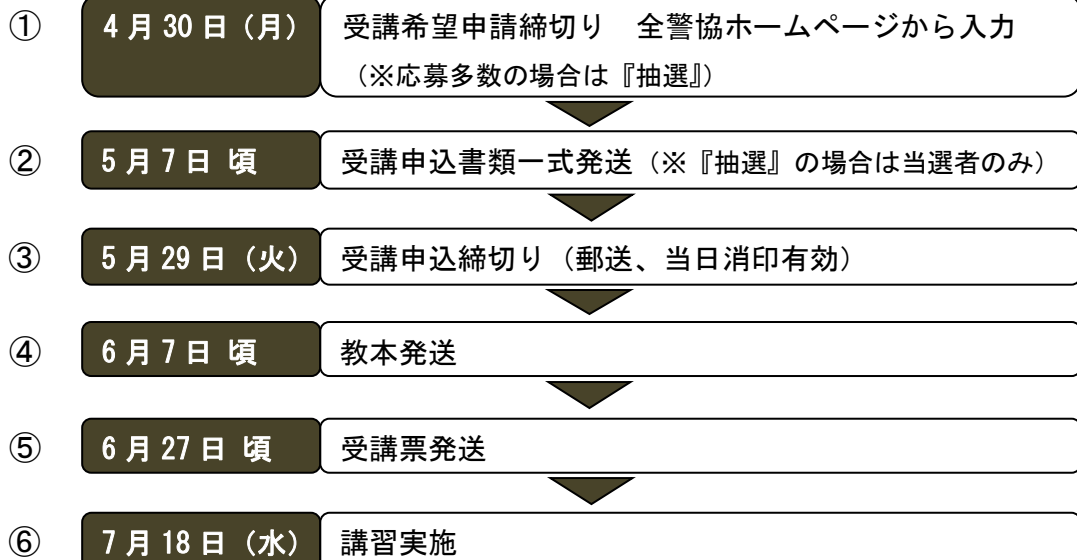 ① 4月30日（月） 受講希望申請締切り　全警協ホームページから入力
（※応募多数の場合は『抽選』）
② 5月7日 頃 受講申込書類一式発送（※『抽選』の場合は当選者のみ）
③ 5月29日（火） 受講申込締切り（郵送、当日消印有効）
④ 6月7日 頃 教本発送
⑤ 6月27日 頃 受講票発送
⑥ 7月18日（水） 講習実施